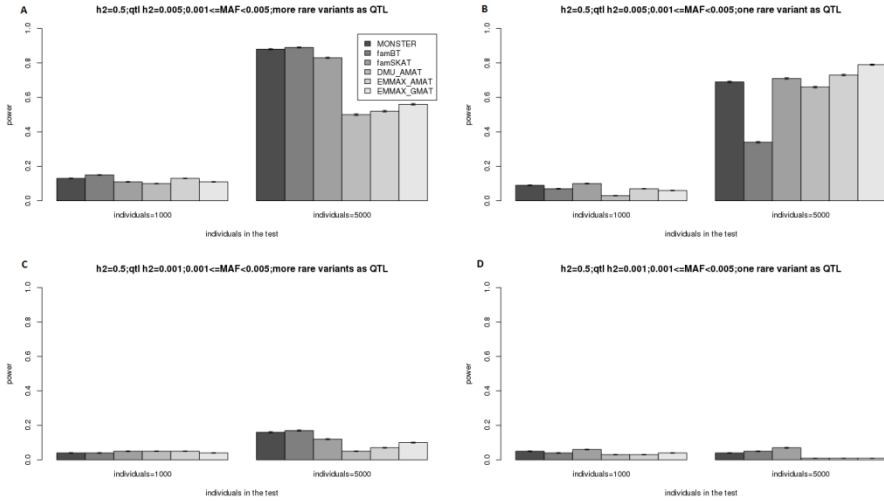 A
h2=0.5;qtl h2=0.005;0.001<=MAF<0.005;more rare variants as QTL
power
0.0 0.2 0.4 0.6 0.8 1.0
MONSTER
famBT
famSKAT
DMU_AMAT
EMMAX_AMAT
EMMAX_GMAT
individuals=1000 individuals=5000
individuals in the test
B
h2=0.5;qtl h2=0.005;0.001<=MAF<0.005;one rare variant as QTL
power
0.0 0.2 0.4 0.6 0.8 1.0
individuals=1000 individuals=5000
individuals in the test
C
h2=0.5;qtl h2=0.001;0.001<=MAF<0.005;more rare variants as QTL
power
0.0 0.2 0.4 0.6 0.8 1.0
individuals=1000 individuals=5000
individuals in the test
D
h2=0.5;qtl h2=0.001;0.001<=MAF<0.005;one rare variant as QTL
power
0.0 0.2 0.4 0.6 0.8 1.0
individuals=1000 individuals=5000
individuals in the test